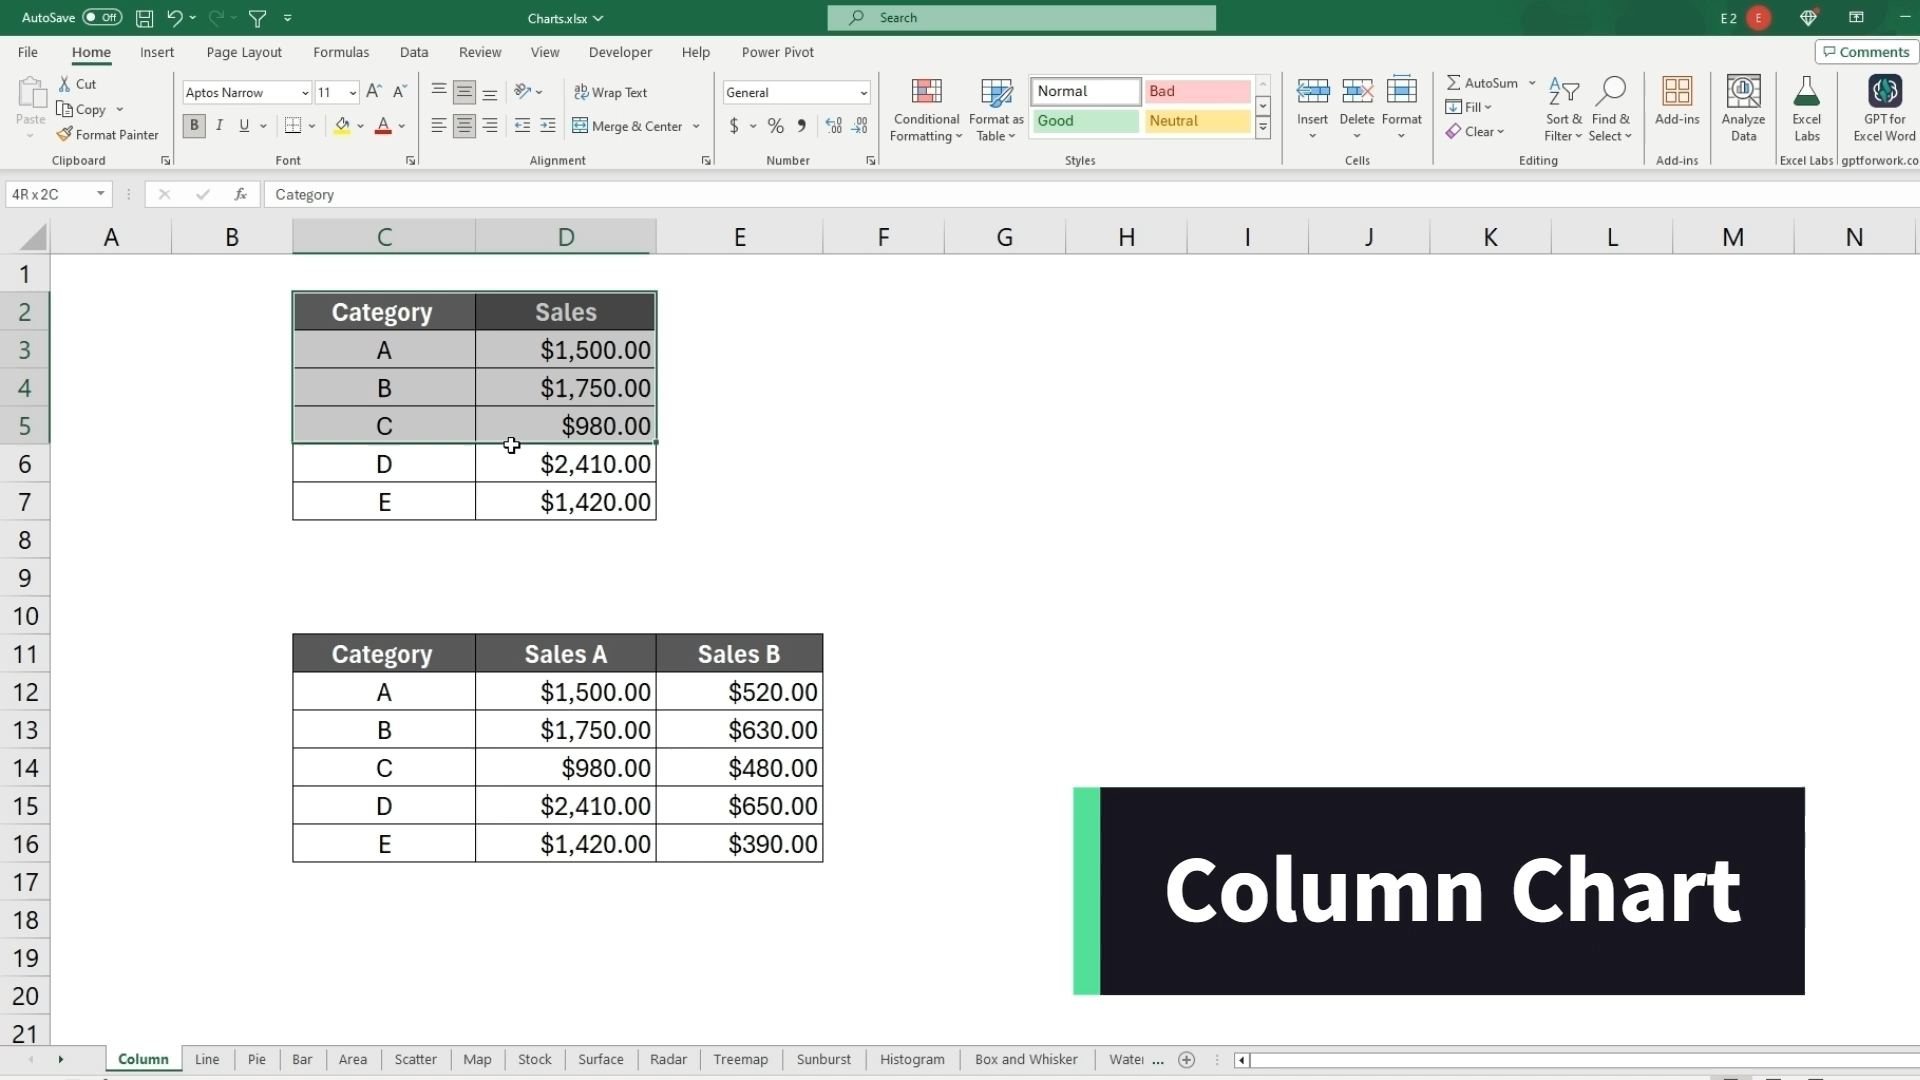 AutoSave Off Charts.xlsx Search E 2 E
File Home Insert Page Layout Formulas Data Review View Developer Help Power Pivot Comments
Paste Cut Copy Format Painter Clipboard
Aptos Narrow 11 A A B I U A Font
ab Wrap Text Merge & Center Alignment
General $ % 9 Number
Conditional Formatting Format as Table Normal Bad Good Neutral Styles
Insert Delete Format Cells
AutoSum Fill Clear Sort & Filter Find & Select Editing
Add-ins Add-ins
Analyze Data
Excel Labs Excel Labs
GPT for Excel Word gptforwork.co
4R x 2C fx Category
A B C D E F G H I J K L M N
1
2 Category Sales
3 A $1,500.00
4 B $1,750.00
5 C $980.00
6 D $2,410.00
7 E $1,420.00
8
9
10
11 Category Sales A Sales B
12 A $1,500.00 $520.00
13 B $1,750.00 $630.00
14 C $980.00 $480.00
15 D $2,410.00 $650.00
16 E $1,420.00 $390.00
17
Column Chart
18
19
20
21
Column Line Pie Bar Area Scatter Map Stock Surface Radar Treemap Sunburst Histogram Box and Whisker Water ...